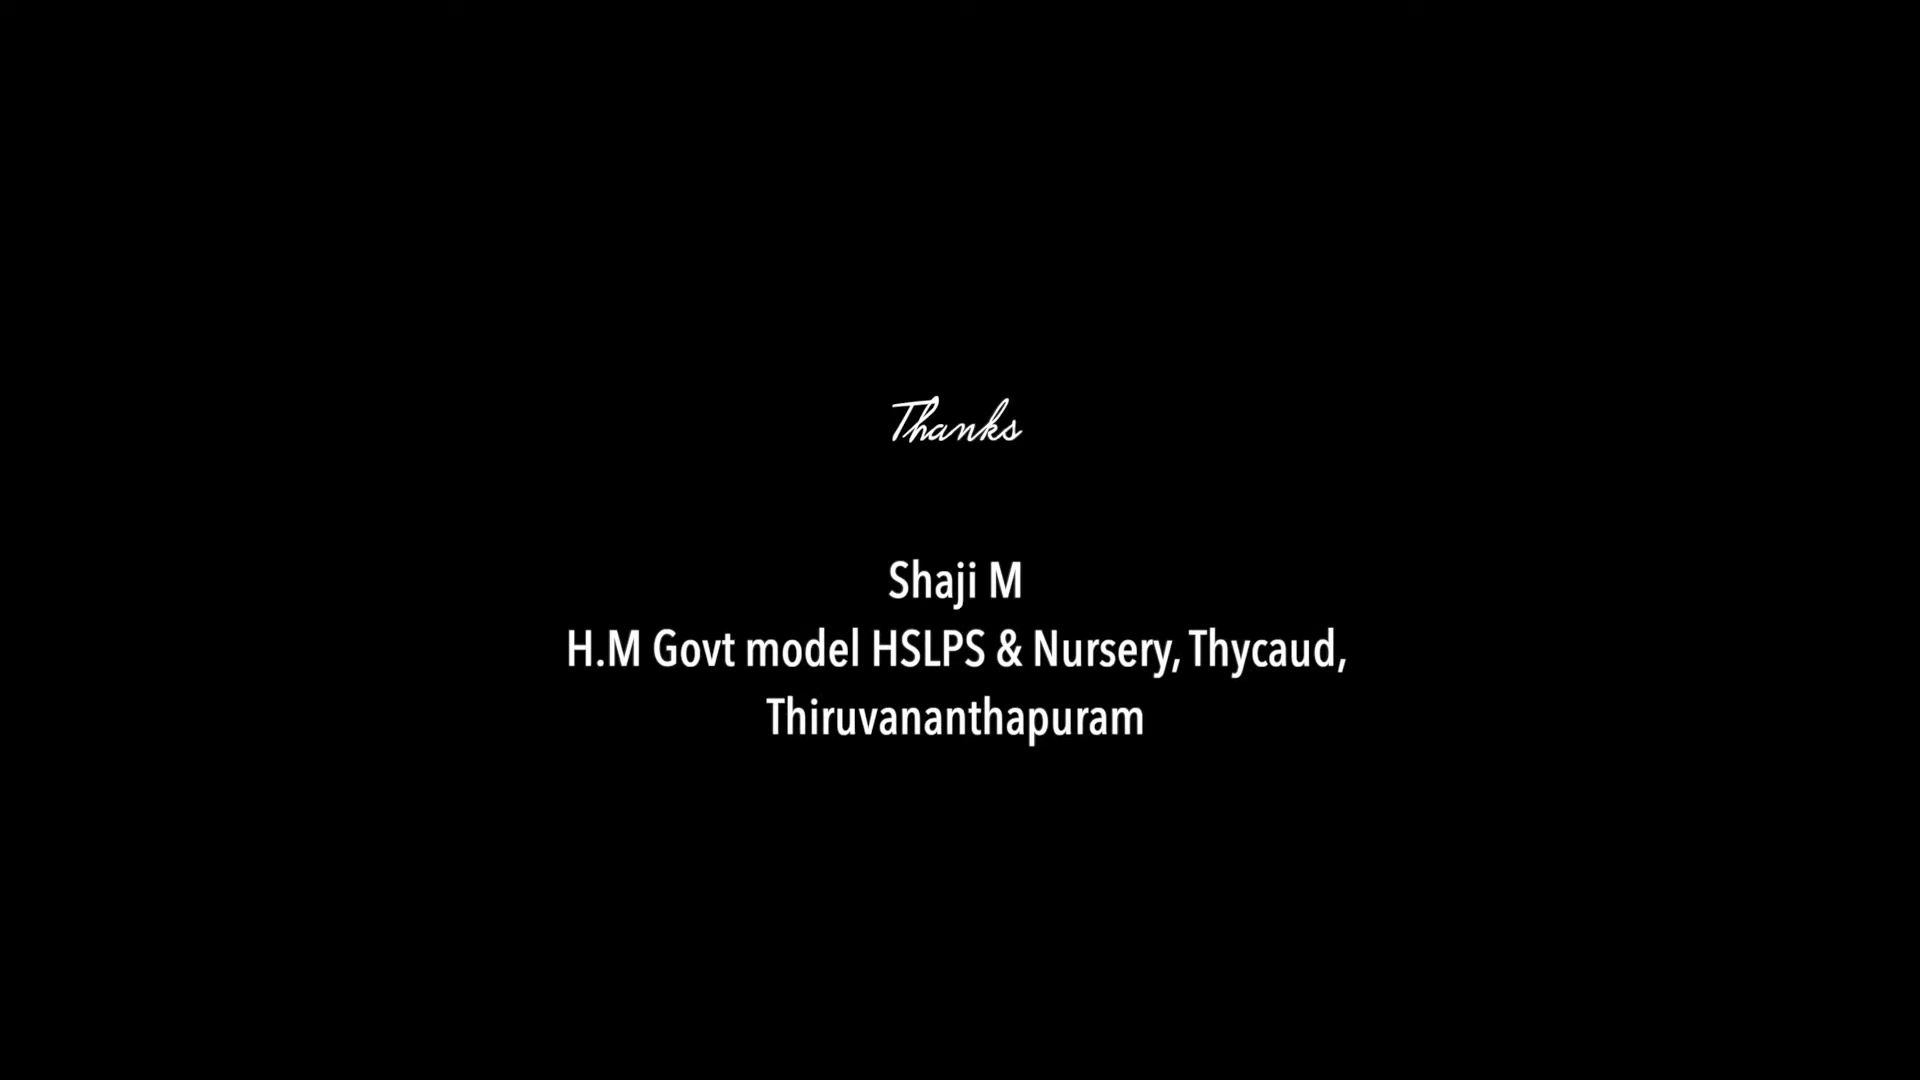 Thanks
Shaji M
H.M Govt model HSLPS & Nursery, Thycaud,
Thiruvananthapuram